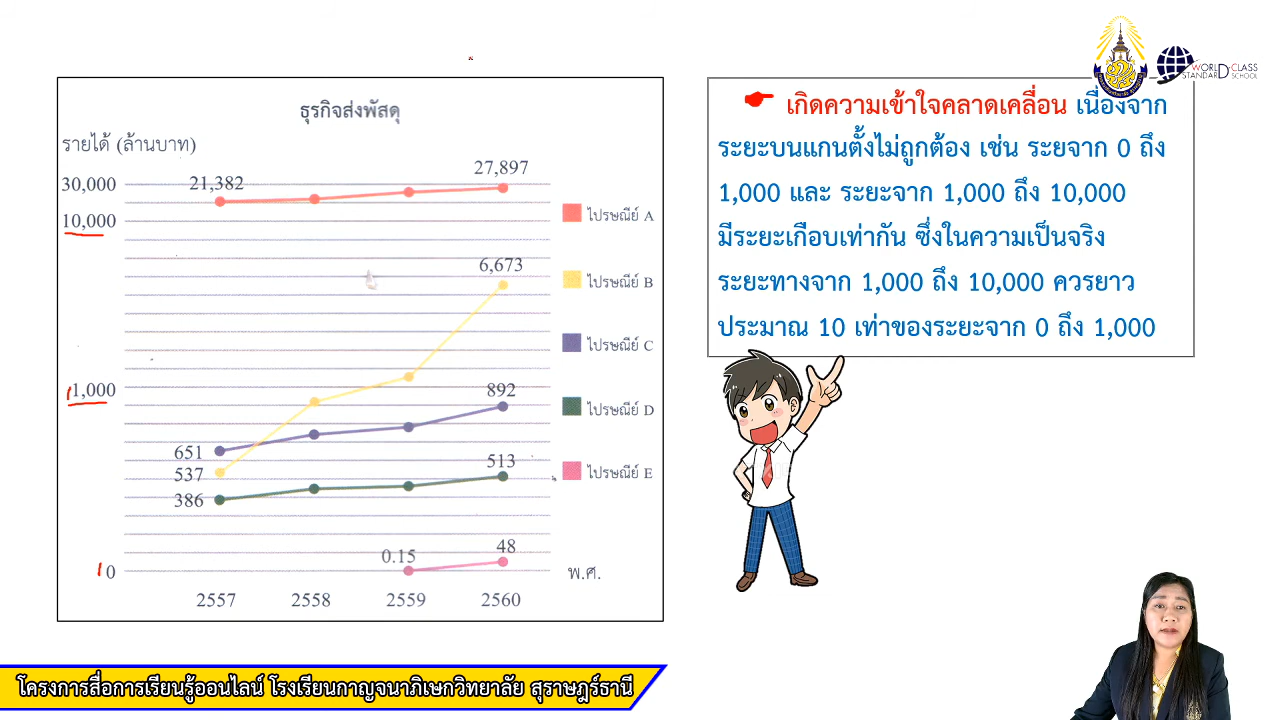 ธุรกิจส่งพัสดุ
รายได้ (ล้านบาท)
30,000
21,382
27,897
10,000
ไปรษณีย์ A
6,673
ไปรษณีย์ B
ไปรษณีย์ C
1,000
892
ไปรษณีย์ D
651
537
513
386
ไปรษณีย์ E
0.15
48
0
พ.ศ.
2557 2558 2559 2560
WORLD CLASS
STANDARD SCHOOL
เกิดความเข้าใจคลาดเคลื่อน เนื่องจาก
ระยะบนแกนตั้งไม่ถูกต้อง เช่น ระยจาก 0 ถึง
1,000 และ ระยะจาก 1,000 ถึง 10,000
มีระยะเกือบเท่ากัน ซึ่งในความเป็นจริง
ระยะทางจาก 1,000 ถึง 10,000 ควรยาว
ประมาณ 10 เท่าของระยะจาก 0 ถึง 1,000
โครงการสื่อการเรียนรู้ออนไลน์ โรงเรียนกาญจนาภิเษกวิทยาลัย สุราษฎร์ธานี